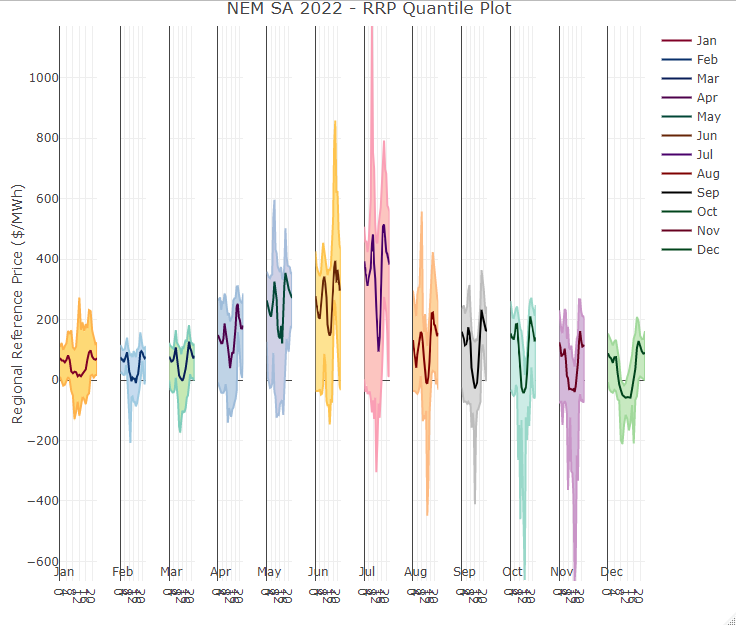 NEM SA 2022 - RRP Quantile Plot
Regional Reference Price ($/MWh)
1000
800
600
400
200
0
−200
−400
−600
Jan Feb Mar Apr May Jun Jul Aug Sep Oct Nov Dec
Jan
Feb
Mar
Apr
May
Jun
Jul
Aug
Sep
Oct
Nov
Dec